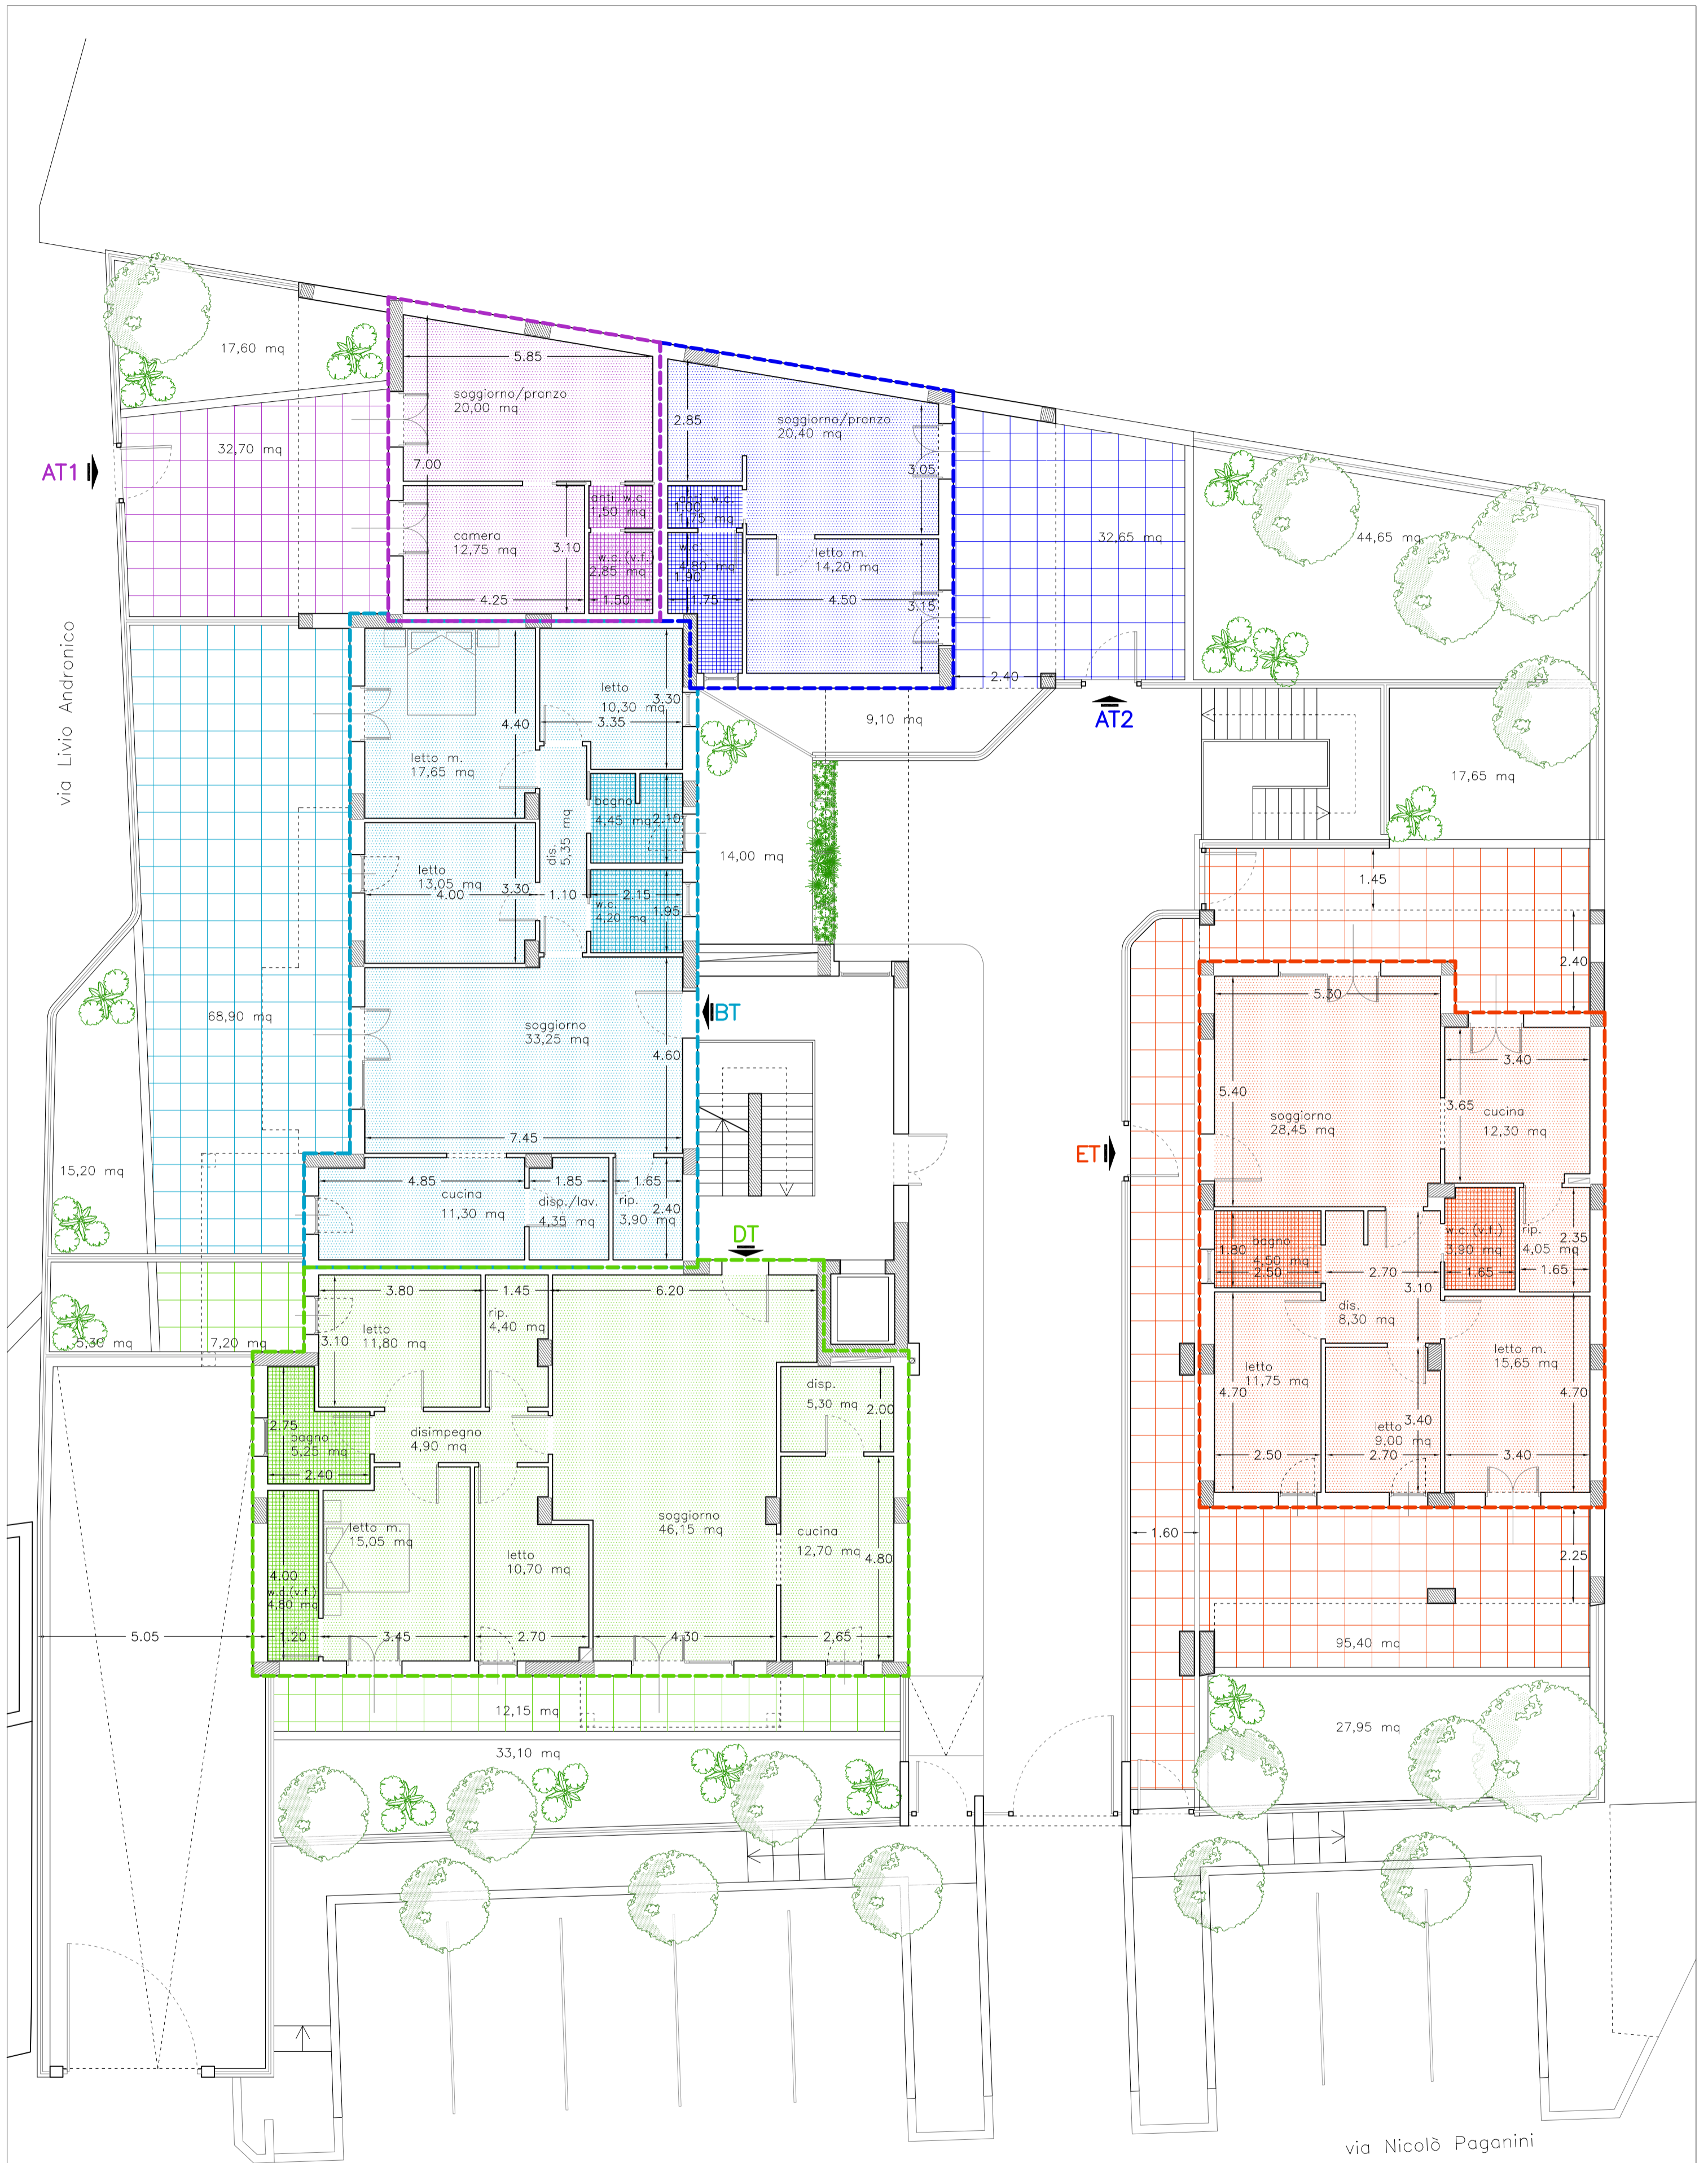 17,60 mq
5.85
soggiorno/pranzo
20,00 mq
32,70 mq
AT1
7.00
anti w.c.
1,50 mq
camera
12,75 mq
3.10
w.c.(v.f.)
2,85 mq
4.25
1.50
2.85
soggiorno/pranzo
20,40 mq
3.05
anti w.c.
1.00
1,75 mq
w.c.
4,80 mq
1.90
1.75
letto m.
14,20 mq
4.50
3.15
32,65 mq
44,65 mq
2.40
AT2
9,10 mq
17,65 mq
via Livio Andronico
letto
10,30 mq
3.30
3.35
4.40
letto m.
17,65 mq
bagno
4,45 mq
2.10
dis.
5,35 mq
14,00 mq
letto
13,05 mq
4.00
3.30
1.10
2.15
w.c.
4,20 mq
1.95
68,90 mq
soggiorno
33,25 mq
BT
4.60
7.45
15,20 mq
4.85
cucina
11,30 mq
1.85
disp./lav.
4,35 mq
1.65
rip.
3,90 mq
2.40
1.45
2.40
5.30
5.40
soggiorno
28,45 mq
3.40
3.65
cucina
12,30 mq
ET
1.80
bagno
4,50 mq
2.50
2.70
3.10
w.c.(v.f.)
3,90 mq
1.65
rip.
4,05 mq
2.35
1.65
dis.
8,30 mq
letto
11,75 mq
4.70
2.50
letto
9,00 mq
3.40
2.70
letto m.
15,65 mq
4.70
3.40
1.60
2.25
95,40 mq
27,95 mq
DT
3.80
1.45
6.20
rip.
4,40 mq
letto
11,80 mq
3.10
5,30 mq
7,20 mq
disp.
5,30 mq
2.00
2.75
bagno
5,25 mq
2.40
disimpegno
4,90 mq
letto m.
15,05 mq
soggiorno
46,15 mq
cucina
12,70 mq
4.80
letto
10,70 mq
4.00
w.c.(v.f.)
4,80 mq
5.05
1.20
3.45
2.70
4.30
2,65
12,15 mq
33,10 mq
via Nicolò Paganini